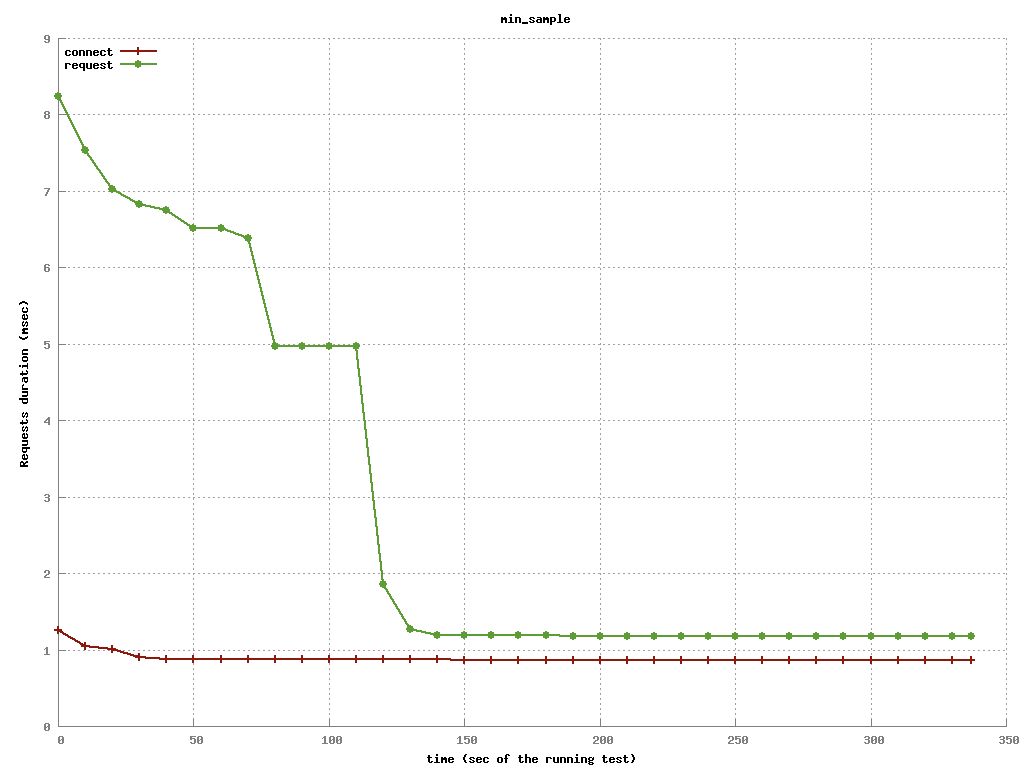 min_sample
9
connect
request
8
7
6
5
4
3
2
1
0
Requests duration (msec)
0 50 100 150 200 250 300 350
time (sec of the running test)